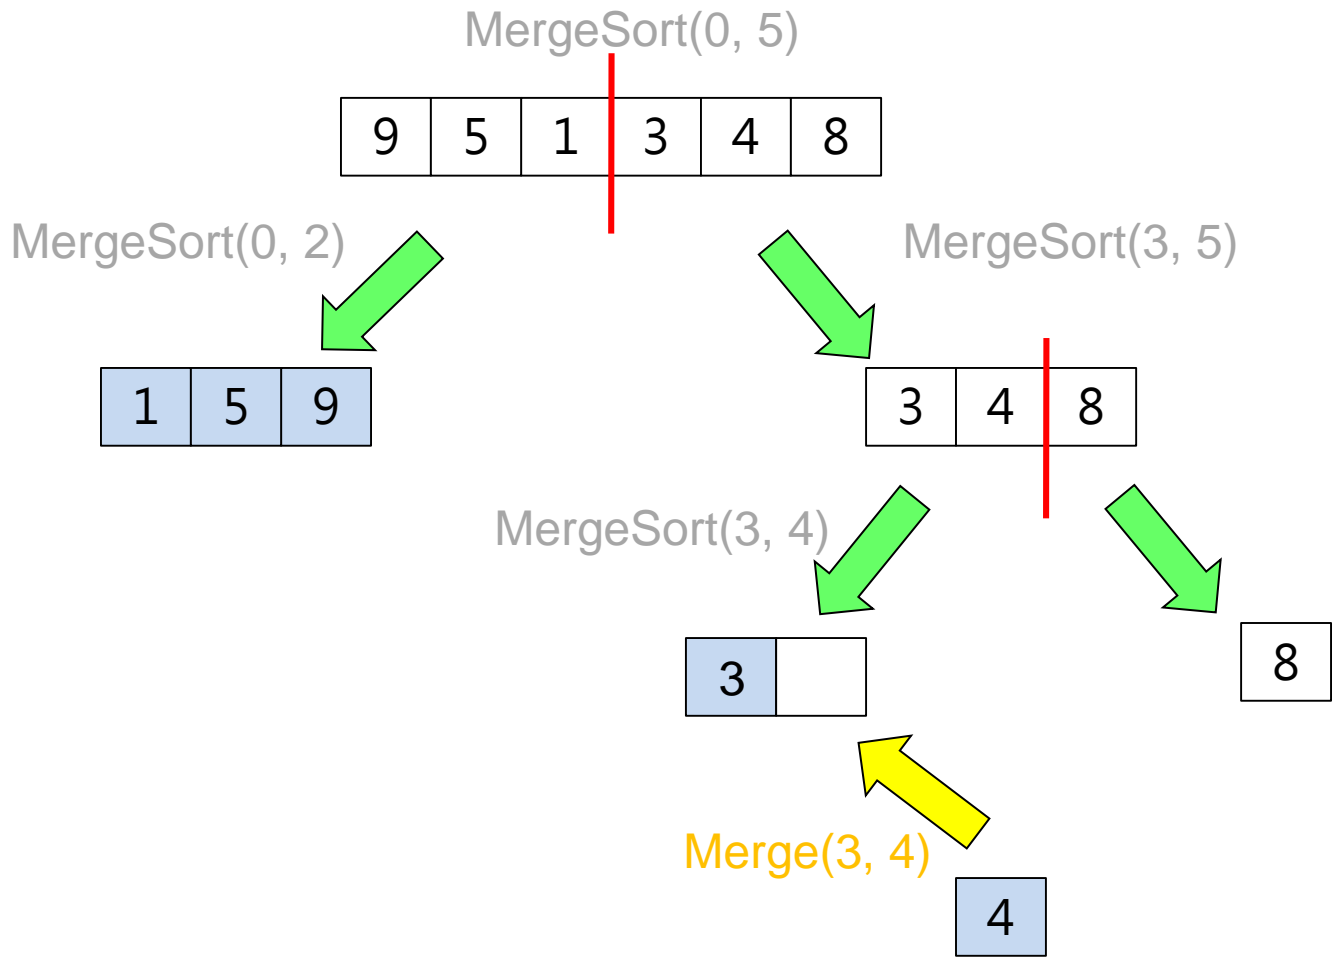 MergeSort(0, 5)
9 5 1 3 4 8
MergeSort(0, 2)
MergeSort(3, 5)
1 5 9
3 4 8
MergeSort(3, 4)
3
8
Merge(3, 4)
4